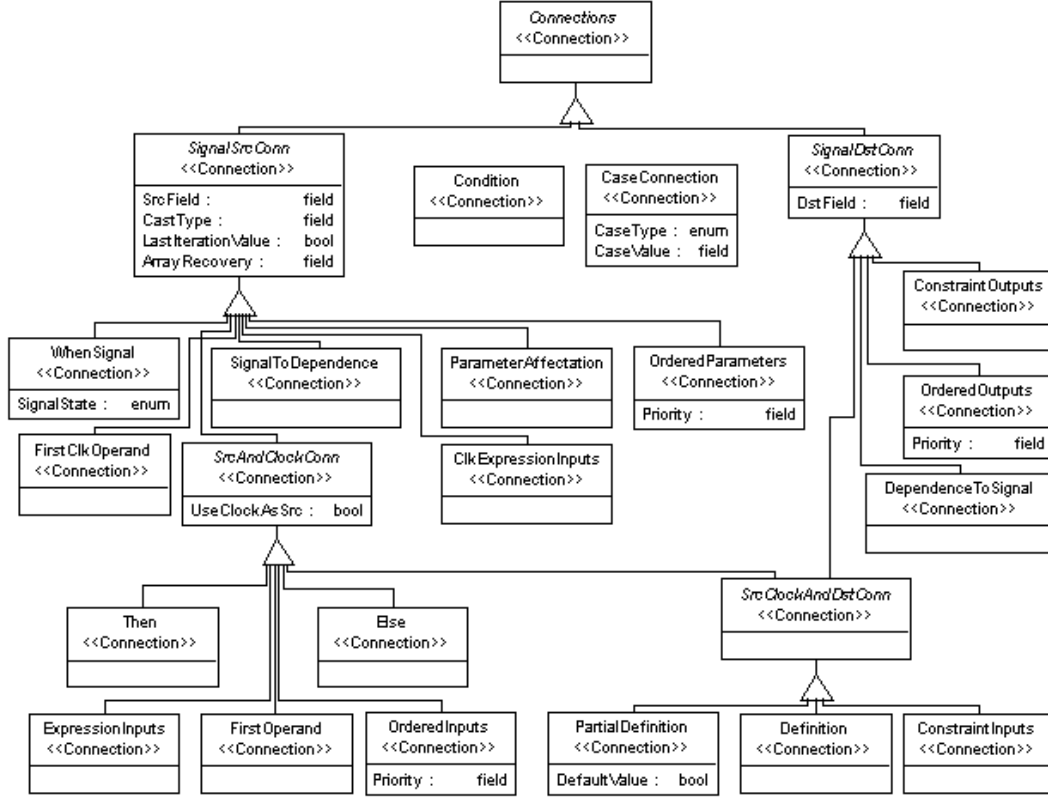 Connections
<<Connection>>
SignalSrcConn
<<Connection>>
SrcField : field
CastType : field
LastIterationValue : bool
ArrayRecovery : field
Condition
<<Connection>>
CaseConnection
<<Connection>>
CaseType : enum
CaseValue : field
SignalDstConn
<<Connection>>
DstField : field
ConstraintOutputs
<<Connection>>
WhenSignal
<<Connection>>
SignalState : enum
SignalToDependence
<<Connection>>
ParameterAffectation
<<Connection>>
OrderedParameters
<<Connection>>
Priority : field
OrderedOutputs
<<Connection>>
Priority : field
FirstClkOperand
<<Connection>>
SrcAndClockConn
<<Connection>>
UseClockAsSrc : bool
ClkExpressionInputs
<<Connection>>
DependenceToSignal
<<Connection>>
Then
<<Connection>>
Else
<<Connection>>
SrcClockAndDstConn
<<Connection>>
ExpressionInputs
<<Connection>>
FirstOperand
<<Connection>>
OrderedInputs
<<Connection>>
Priority : field
PartialDefinition
<<Connection>>
DefaultValue : bool
Definition
<<Connection>>
ConstraintInputs
<<Connection>>